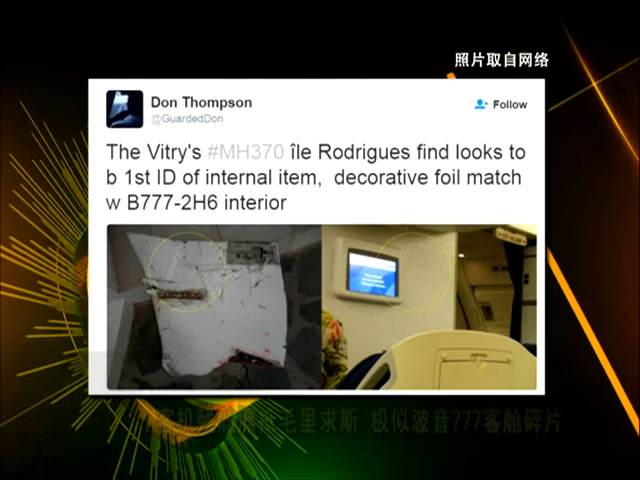 照片取自网络
Don Thompson
Follow
@GuardedDon
The Vitry's #MH370 île Rodrigues find looks to
b 1st ID of internal item, decorative foil match
w B777-2H6 interior
毛里求斯 极似波音777客舱碎片